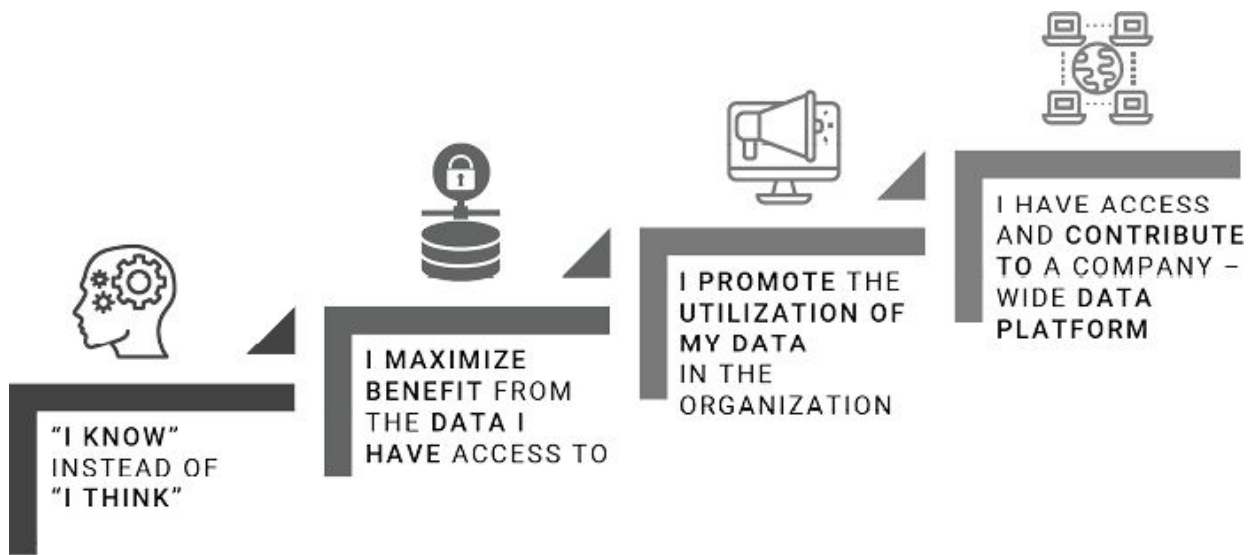 “I KNOW”
INSTEAD OF
“I THINK”
I MAXIMIZE
BENEFIT FROM
THE DATA I
HAVE ACCESS TO
I PROMOTE THE
UTILIZATION OF
MY DATA
IN THE
ORGANIZATION
I HAVE ACCESS
AND CONTRIBUTE
TO A COMPANY –
WIDE DATA
PLATFORM